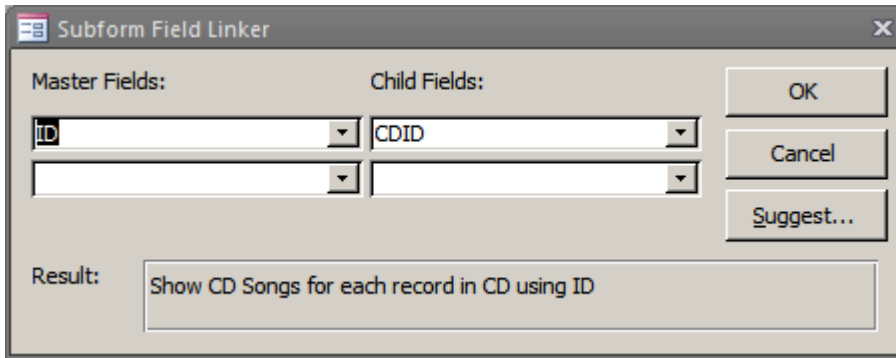 Subform Field Linker
Master Fields: Child Fields:
ID CDID
OK
Cancel
Suggest...
Result: Show CD Songs for each record in CD using ID